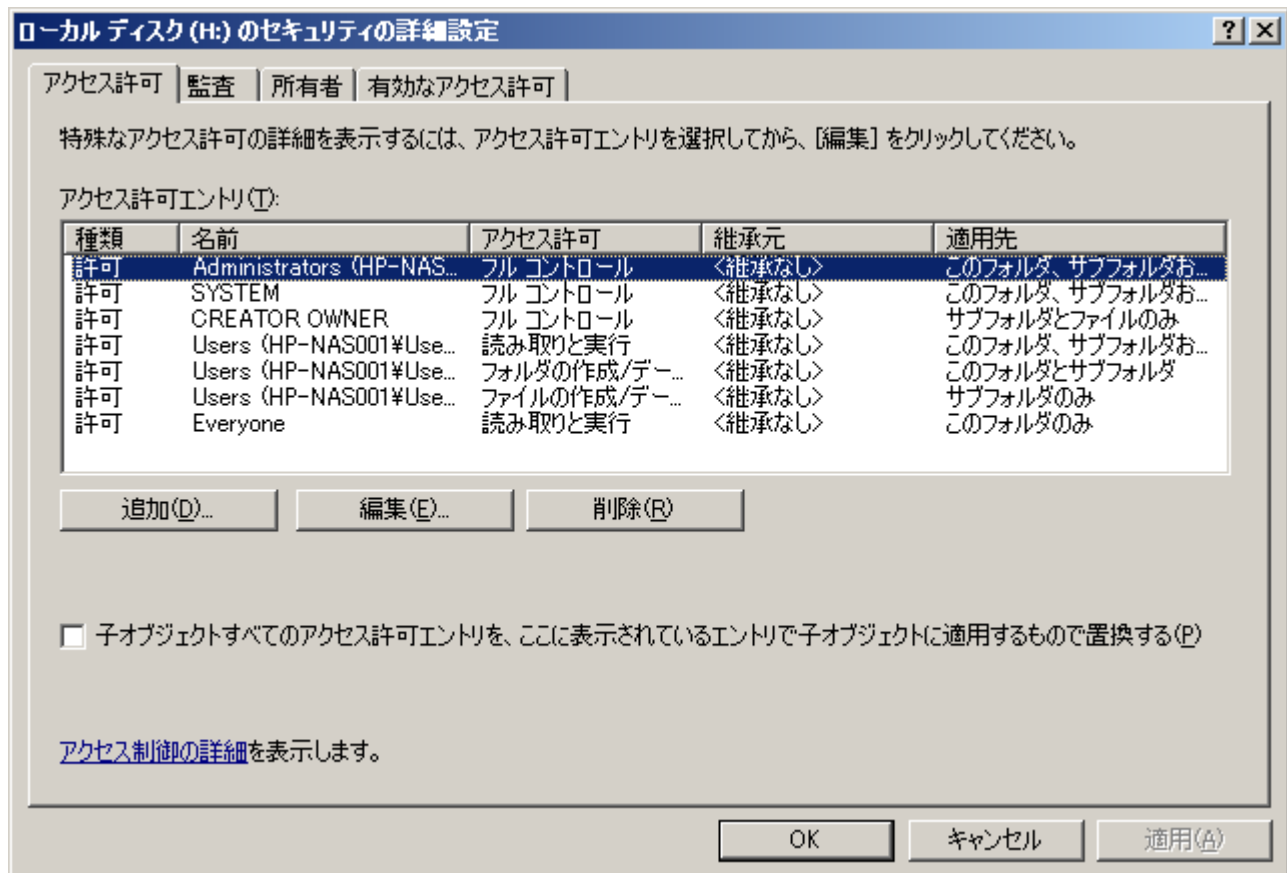 ローカル ディスク (H:) のセキュリティの詳細設定
アクセス許可 監査 所有者 有効なアクセス許可
特殊なアクセス許可の詳細を表示するには、アクセス許可エントリを選択してから、[編集] をクリックしてください。
アクセス許可エントリ(T):
種類 名前 アクセス許可 継承元 適用先
許可 Administrators (HP-NAS... フル コントロール <継承なし> このフォルダ、サブフォルダお...
許可 SYSTEM フル コントロール <継承なし> このフォルダ、サブフォルダお...
許可 CREATOR OWNER フル コントロール <継承なし> サブフォルダとファイルのみ
許可 Users (HP-NAS001¥Use... 読み取りと実行 <継承なし> このフォルダ、サブフォルダお...
許可 Users (HP-NAS001¥Use... フォルダの作成/デー... <継承なし> このフォルダとサブフォルダ
許可 Users (HP-NAS001¥Use... ファイルの作成/デー... <継承なし> サブフォルダのみ
許可 Everyone 読み取りと実行 <継承なし> このフォルダのみ
追加(D)... 編集(E)... 削除(R)
子オブジェクトすべてのアクセス許可エントリを、ここに表示されているエントリで子オブジェクトに適用するもので置換する(P)
アクセス制御の詳細を表示します。
OK キャンセル 適用(A)